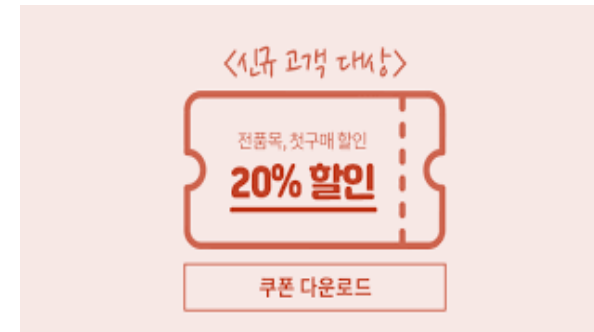 <신규 고객 대상>
전품목, 첫구매 할인
20% 할인
쿠폰 다운로드